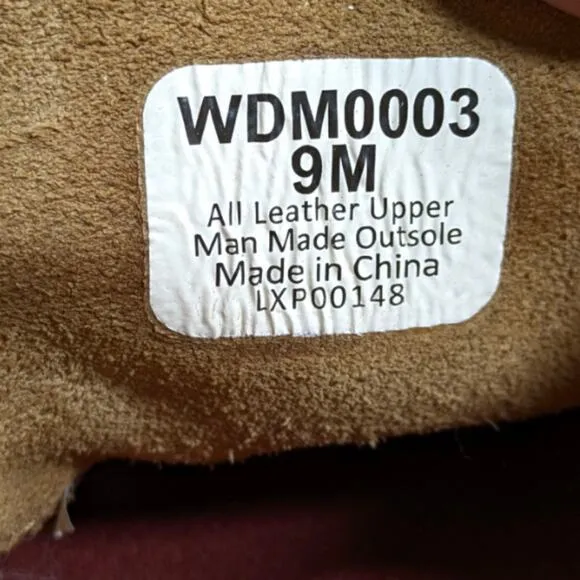 WDM0003
9M
All Leather Upper
Man Made Outsole
Made in China
LXP00148